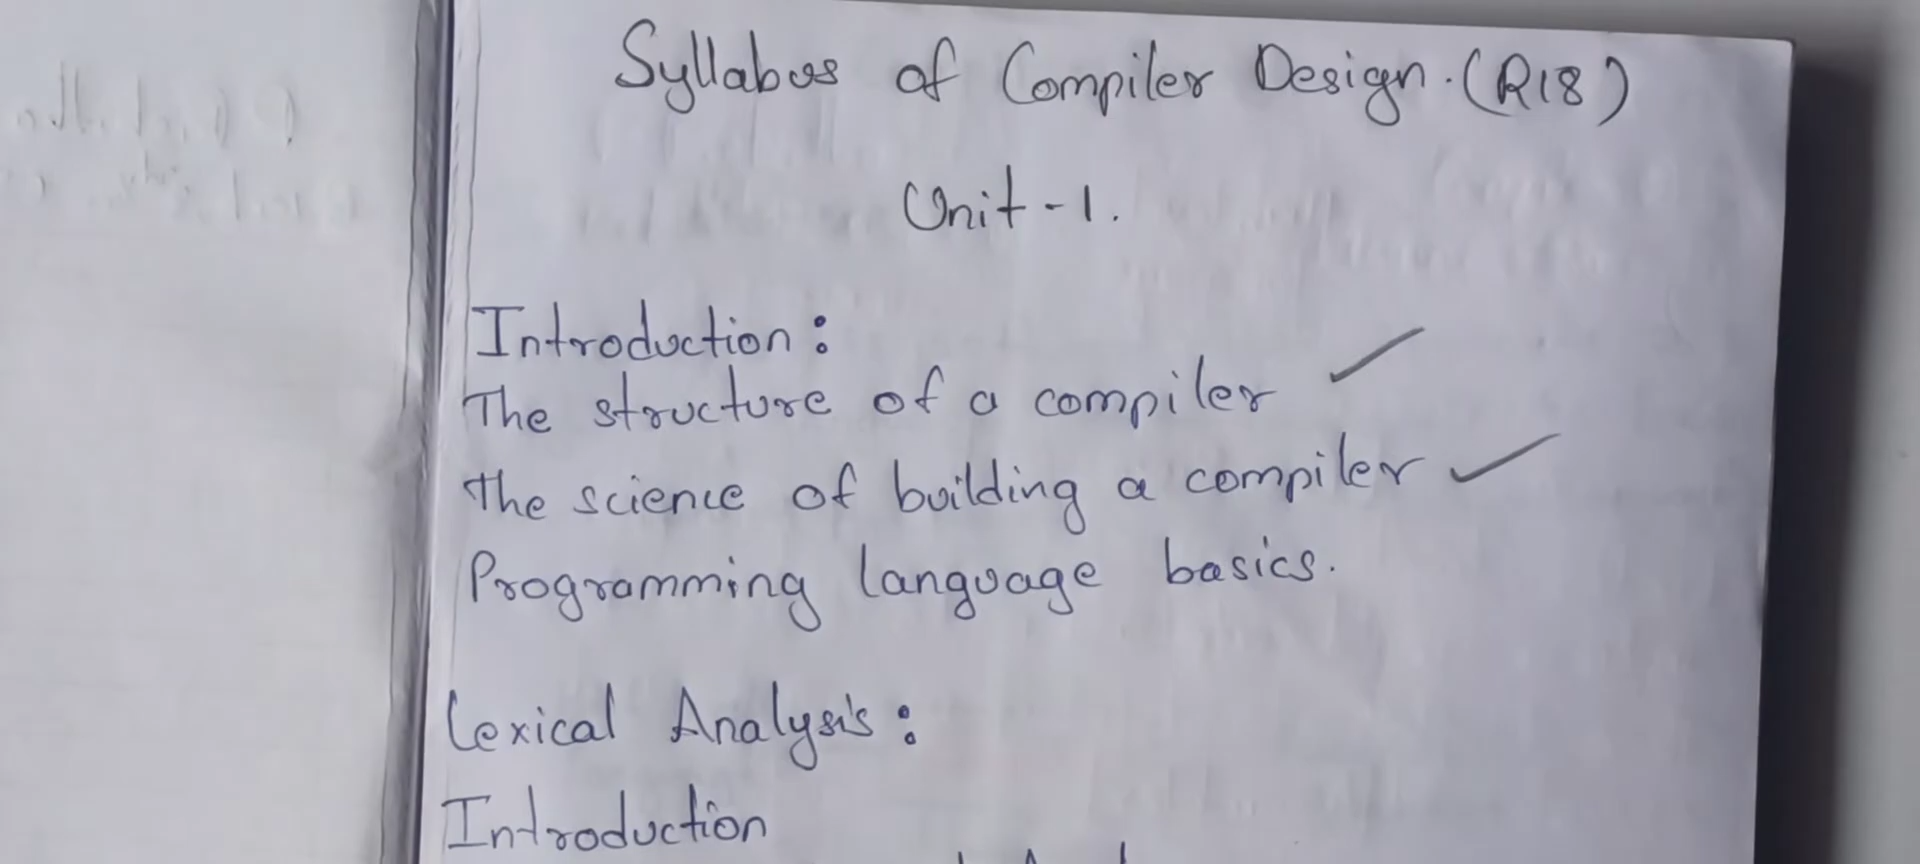 Syllabus of Compiler Design. (R18)
Unit - 1.
Introduction :
The structure of a compiler
the science of building a compiler
Programming language basics.
Lexical Analysis :
Introduction